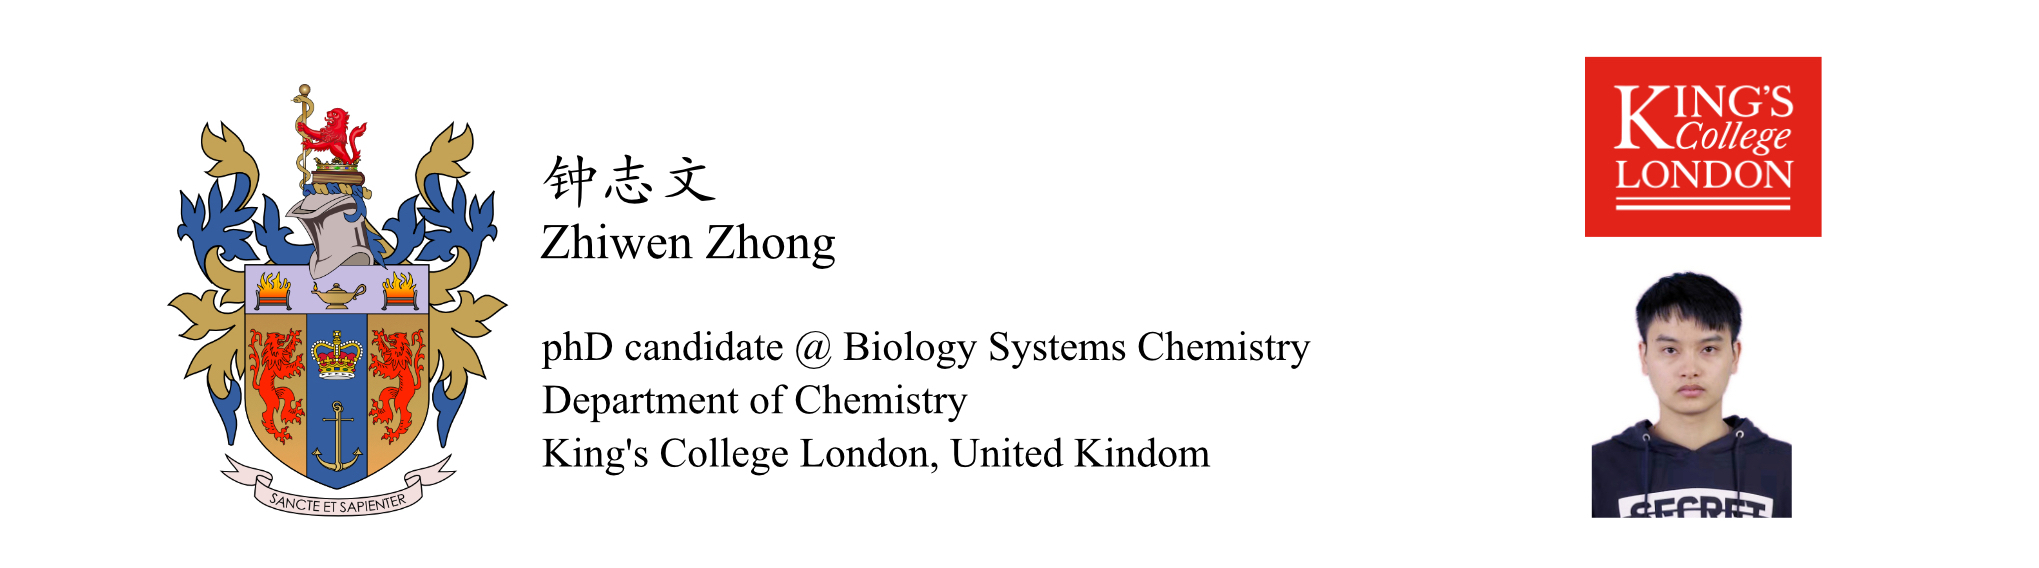 钟志文
Zhiwen Zhong
phD candidate @ Biology Systems Chemistry
Department of Chemistry
King's College London, United Kindom
SANCTE ET SAPIENTER
KING'S
College
LONDON
SECRET